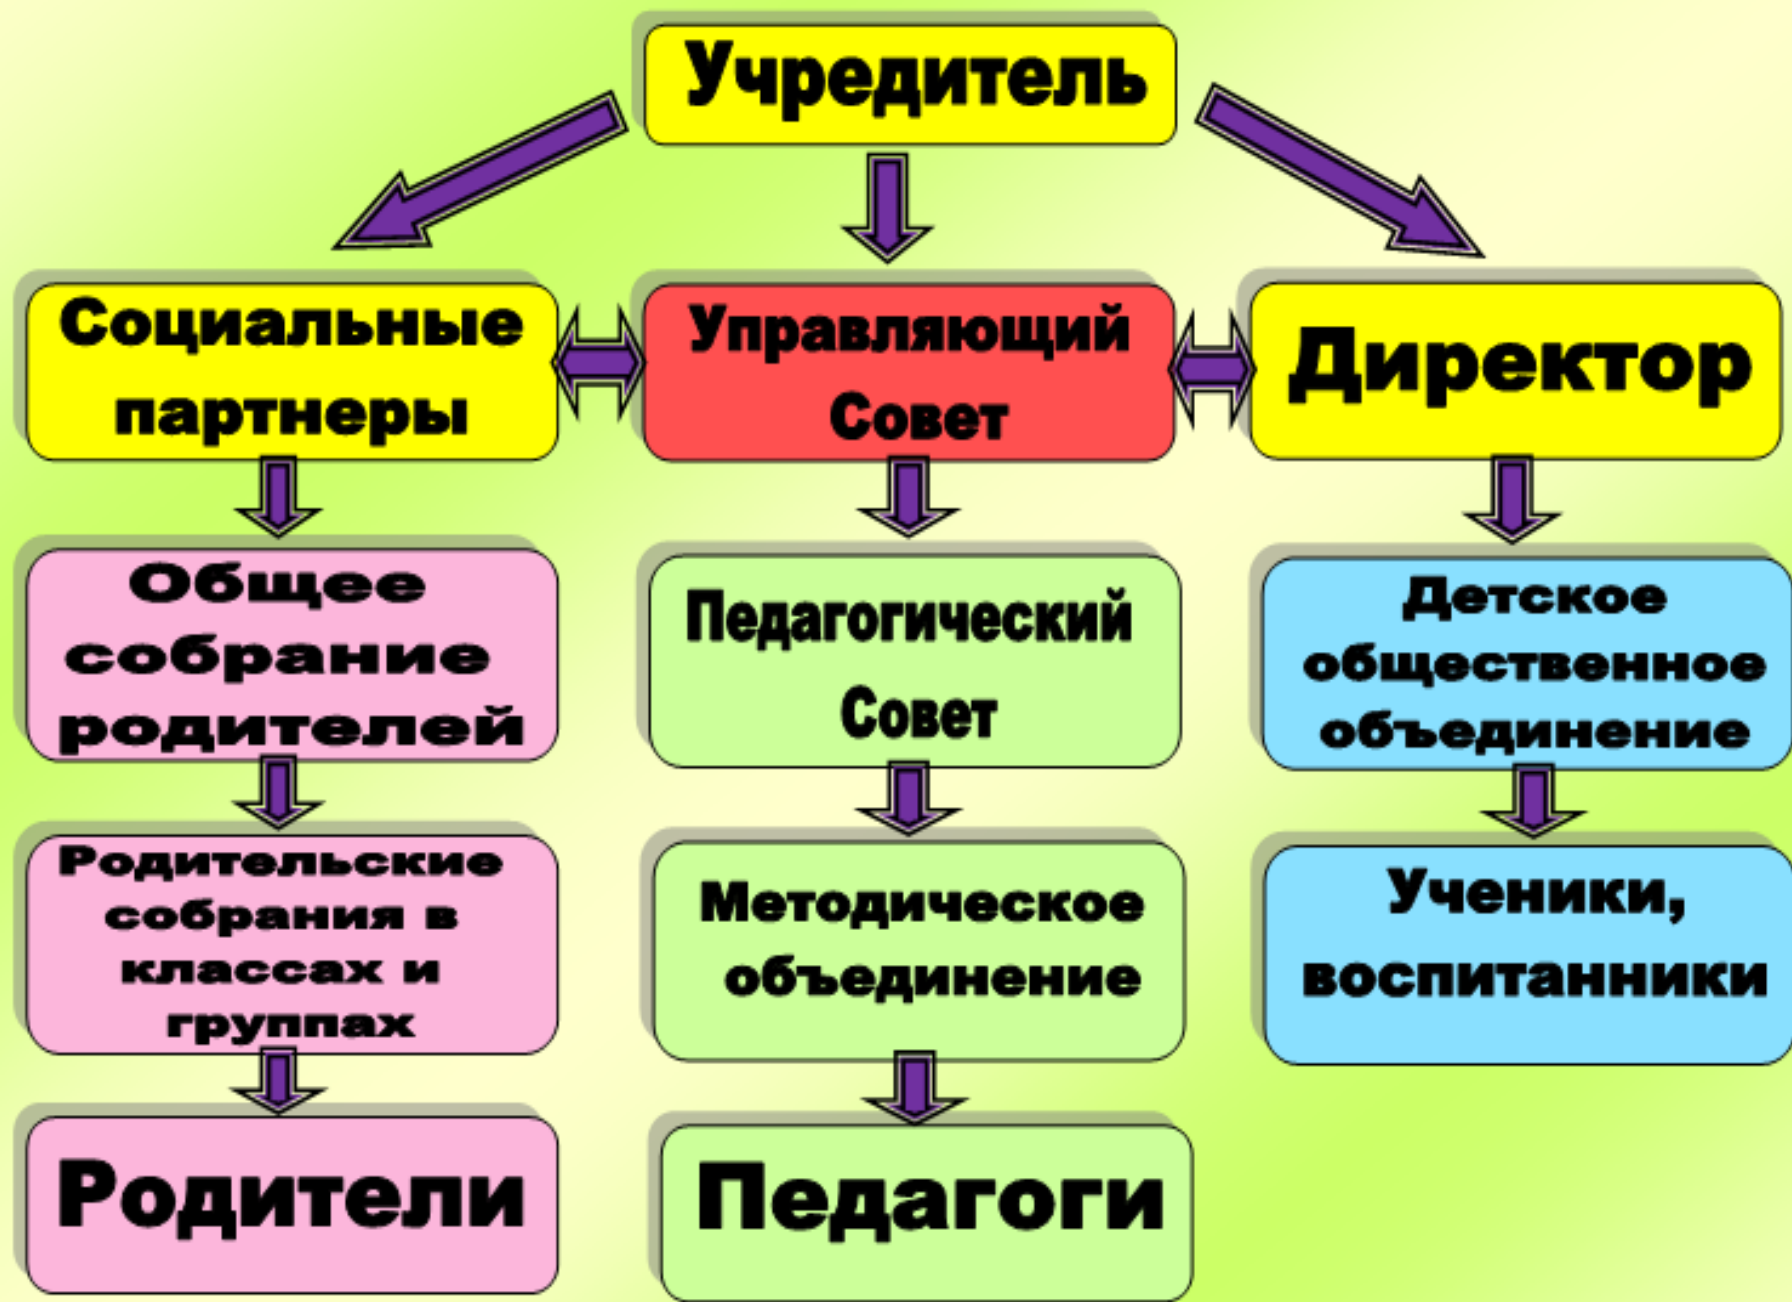 Учредитель
Социальные
партнеры
Управляющий
Совет
Директор
Общее
собрание
родителей
Педагогический
Совет
Детское
общественное
объединение
Родительские
собрания в
классах и
группах
Методическое
объединение
Ученики,
воспитанники
Родители
Педагоги